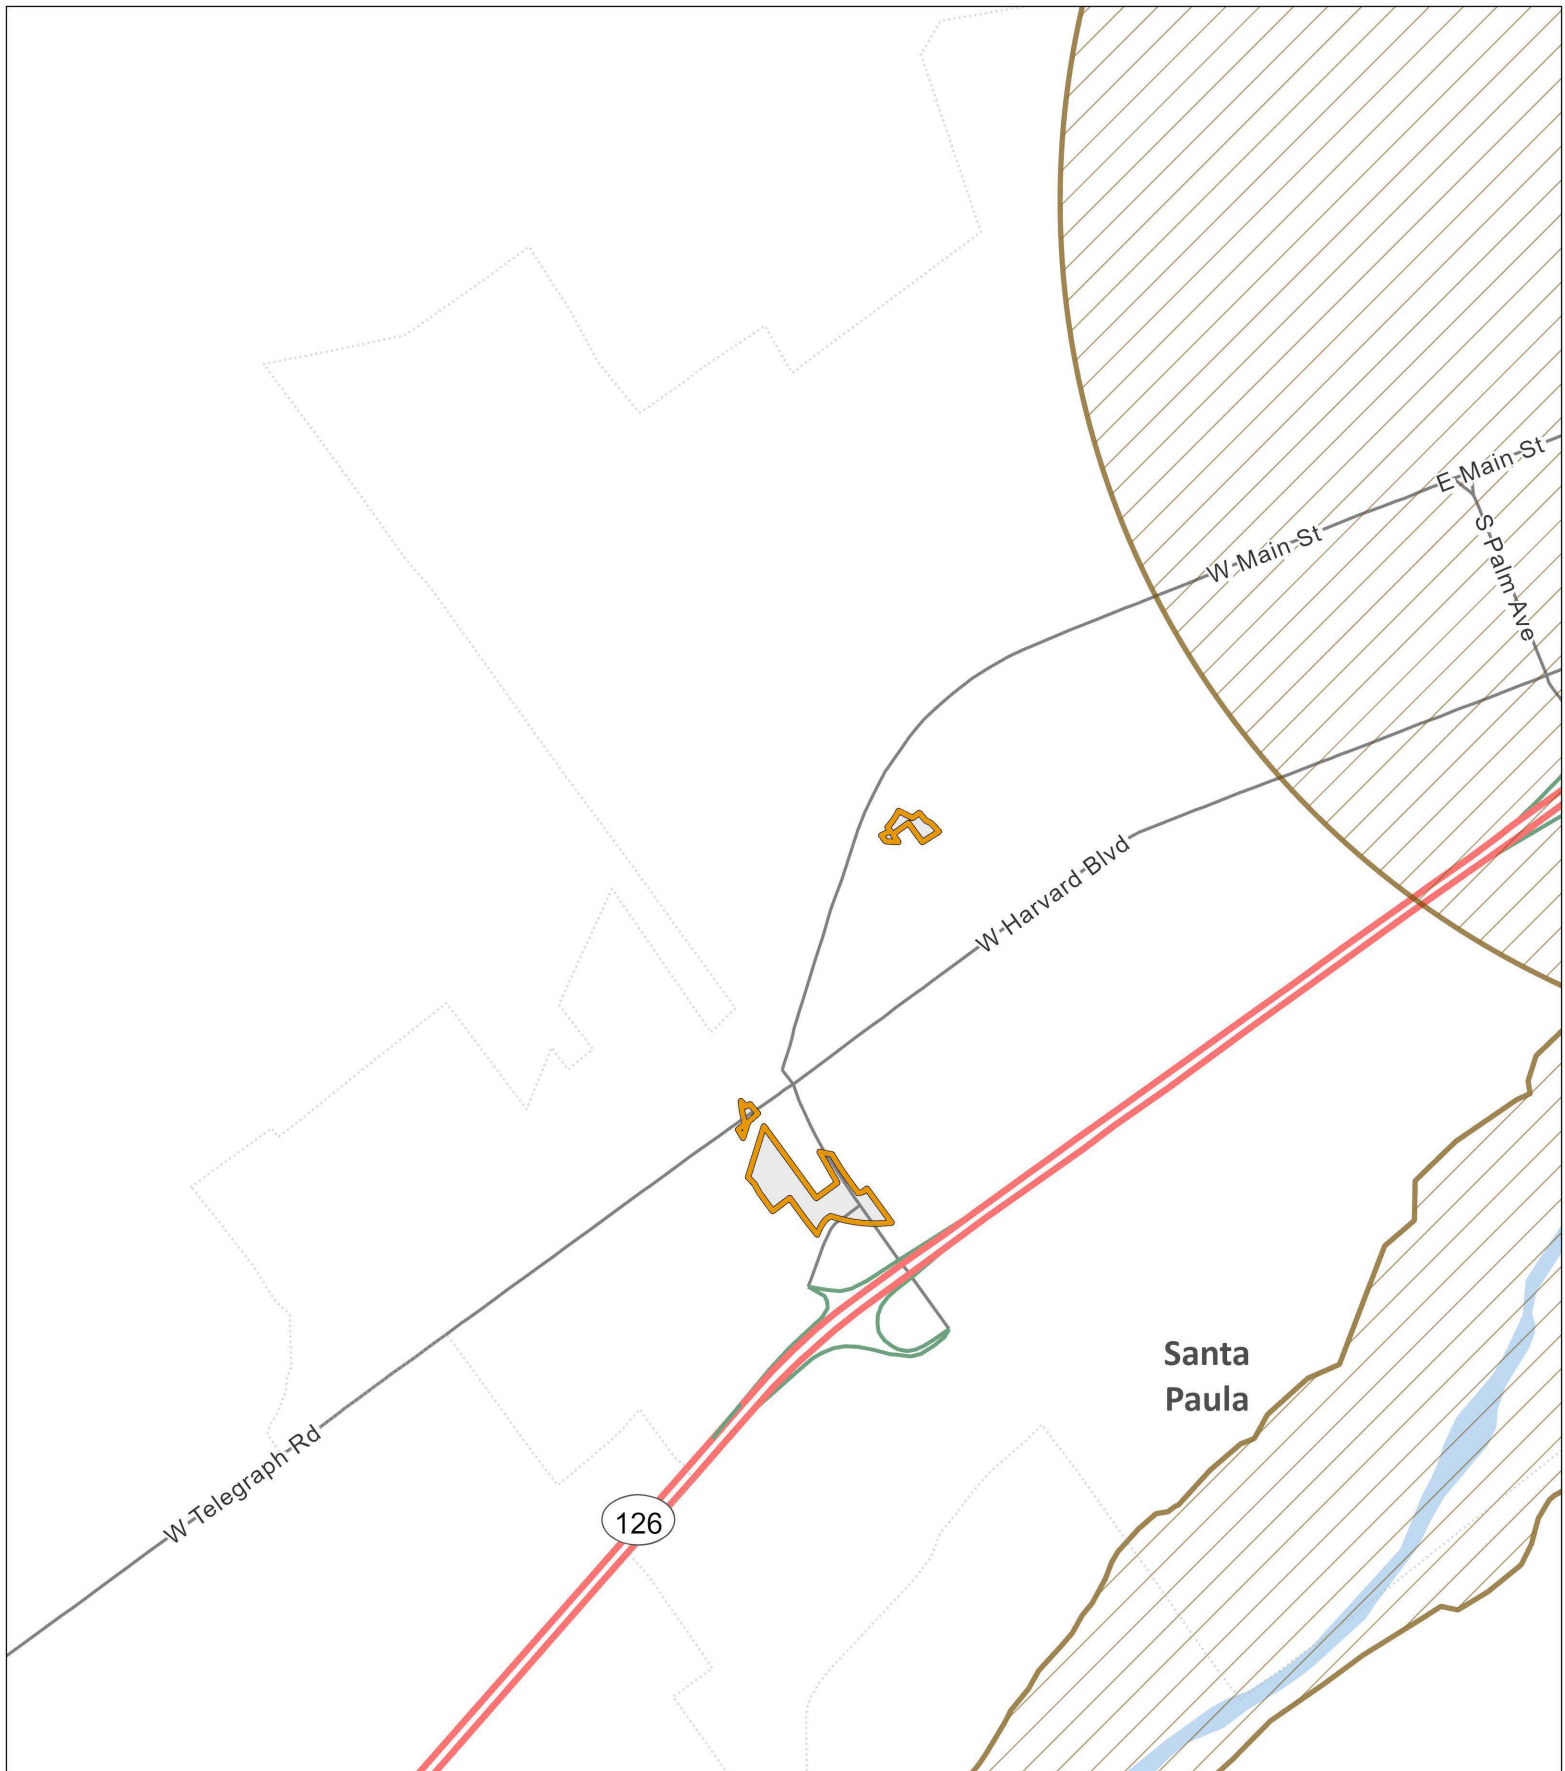 E Main St
W Main St
S Palm Ave
W Harvard Blvd
Santa
Paula
W Telegraph Rd
126